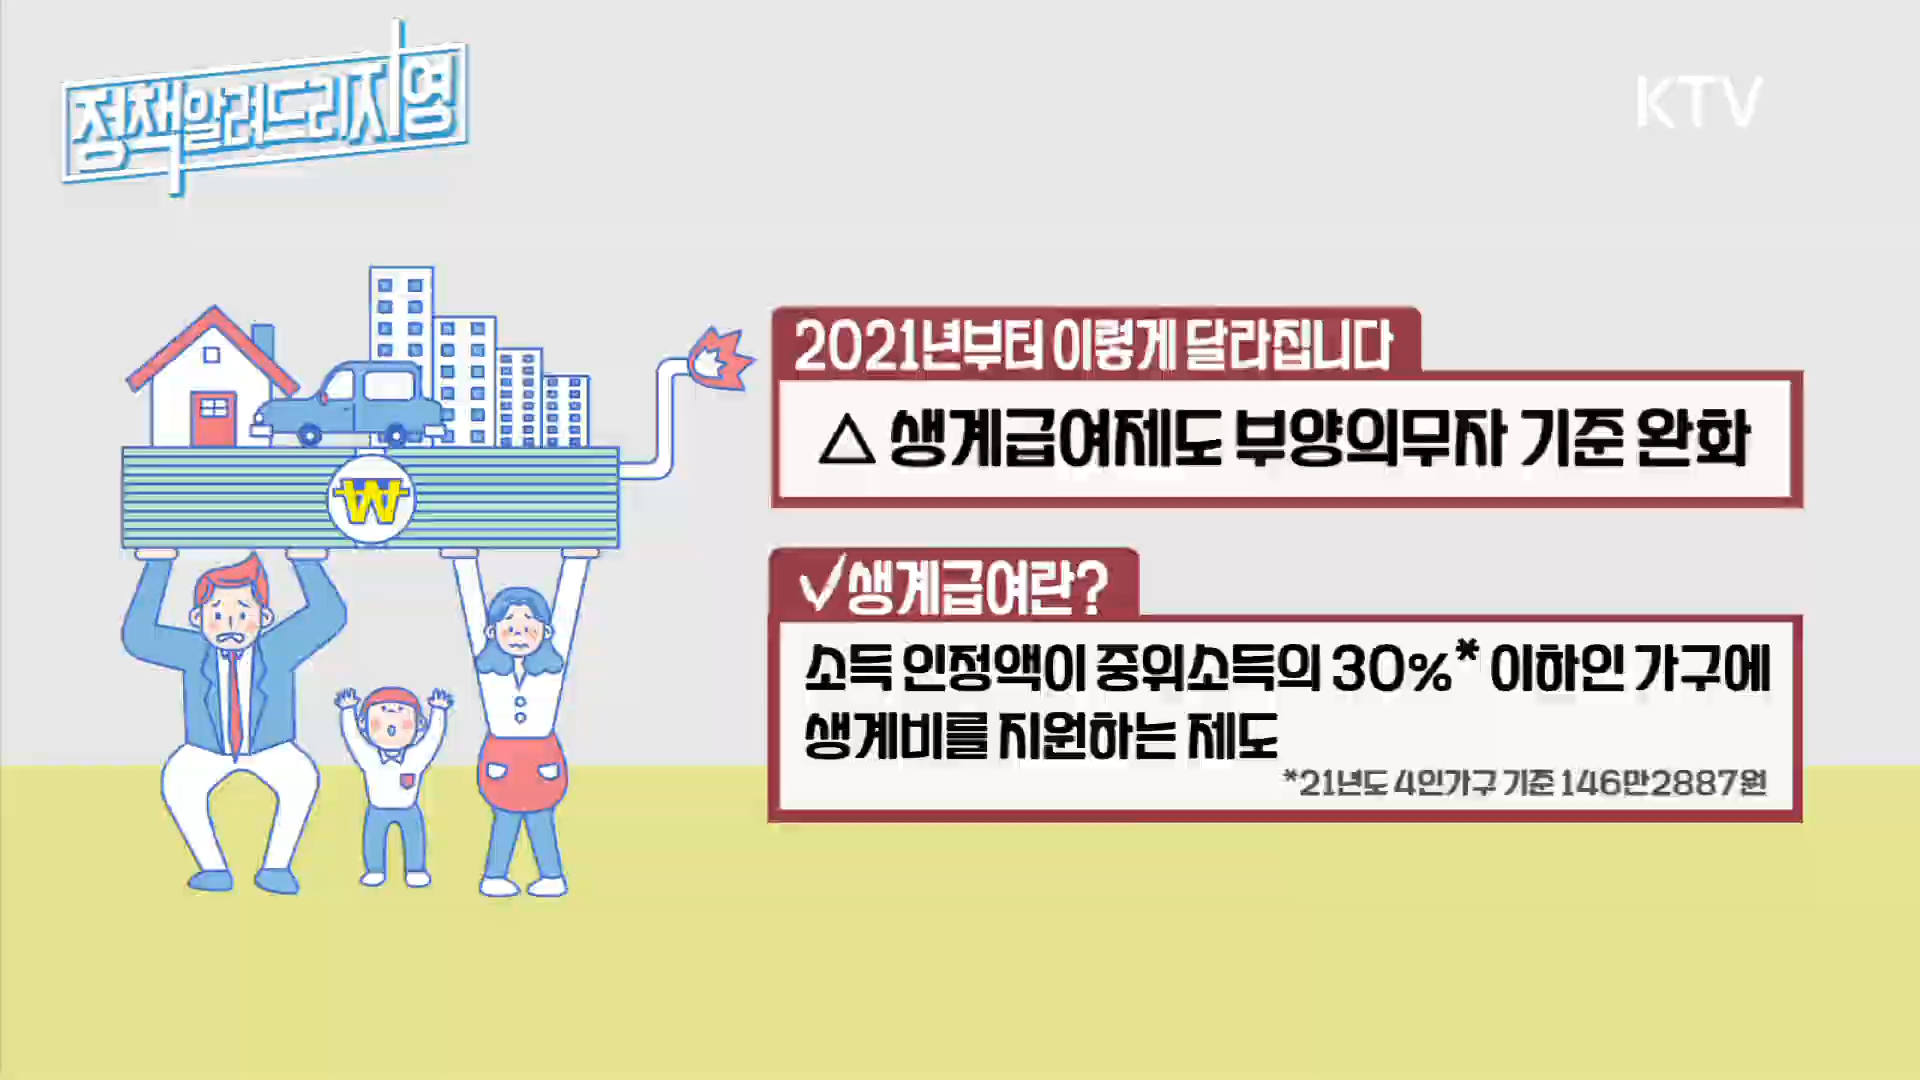 정책알려드리지영
KTV
2021년부터 이렇게 달라집니다
△ 생계급여제도 부양의무자 기준 완화
✓생계급여란?
소득 인정액이 중위소득의 30%* 이하인 가구에
생계비를 지원하는 제도
*21년도 4인가구 기준 146만2887원
₩